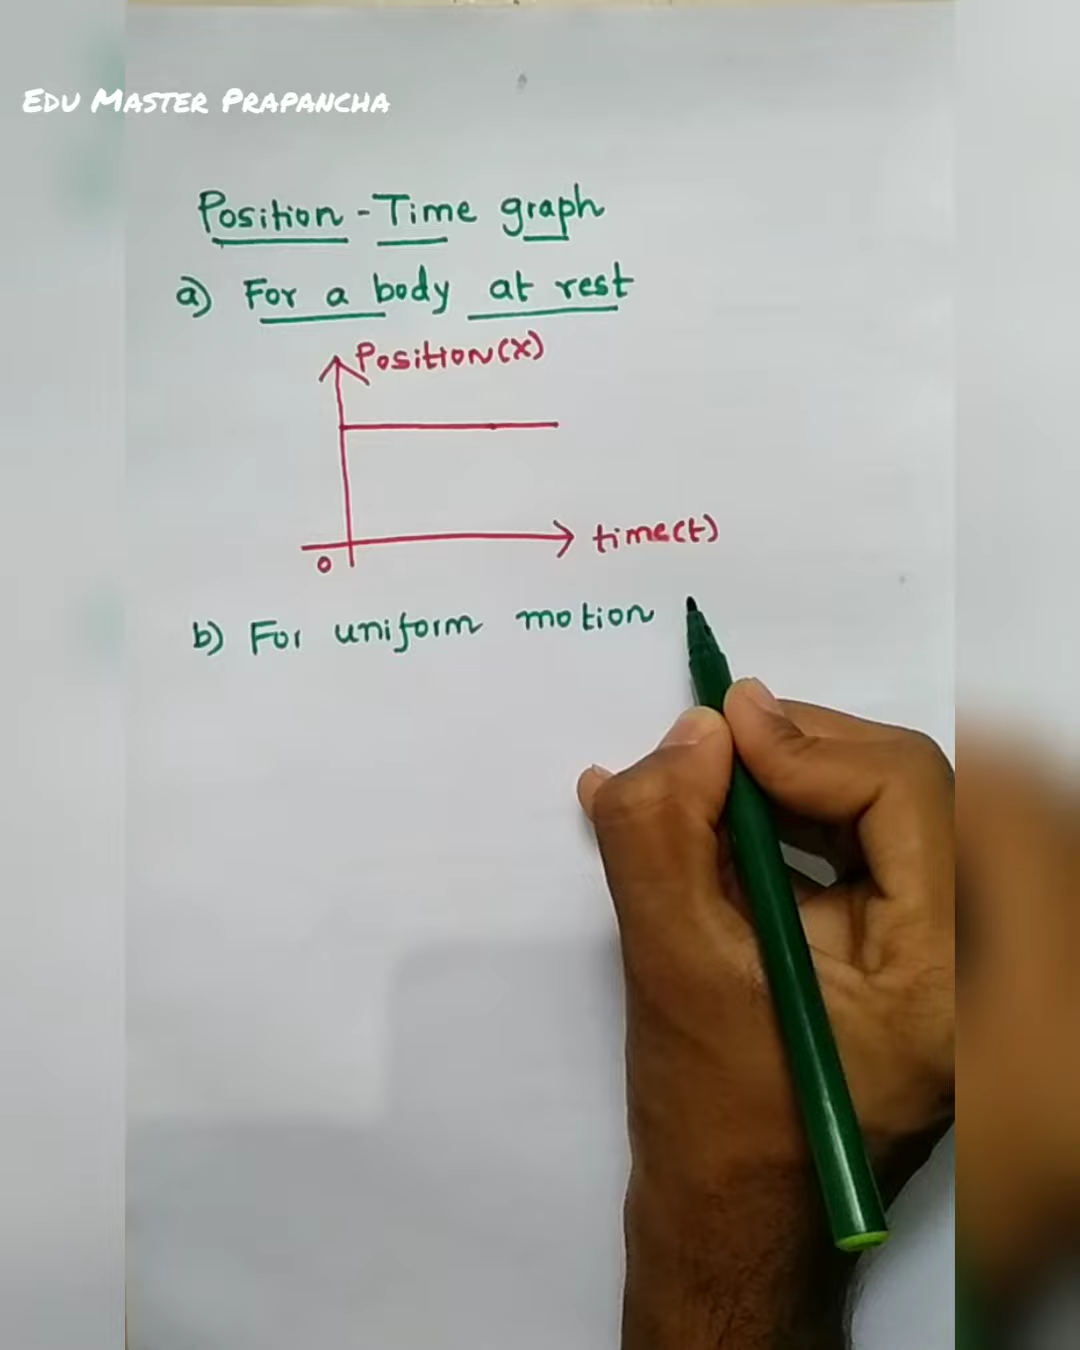 Edu Master Prapancha
Position - Time graph
a) For a body at rest
Position(x)
time(t)
0
b) For uniform motion